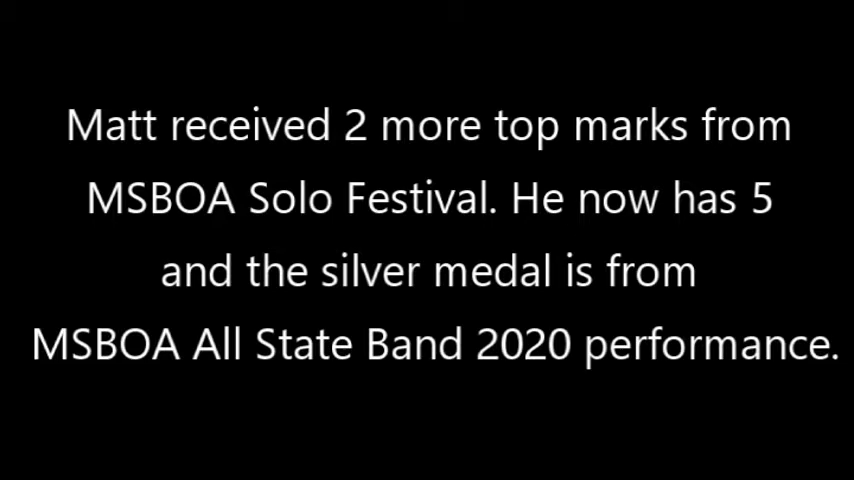 Matt received 2 more top marks from
MSBOA Solo Festival. He now has 5
and the silver medal is from
MSBOA All State Band 2020 performance.